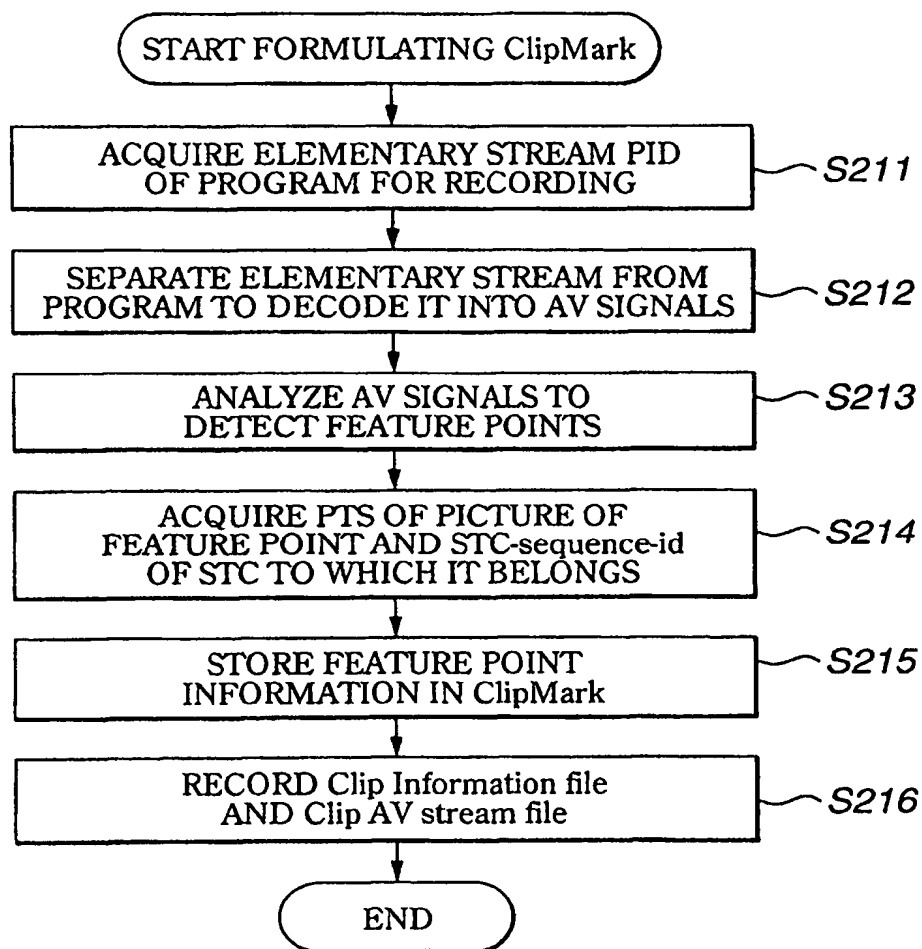 START FORMULATING ClipMark
ACQUIRE ELEMENTARY STREAM PID
OF PROGRAM FOR RECORDING
S211
SEPARATE ELEMENTARY STREAM FROM
PROGRAM TO DECODE IT INTO AV SIGNALS
S212
ANALYZE AV SIGNALS TO
DETECT FEATURE POINTS
S213
ACQUIRE PTS OF PICTURE OF
FEATURE POINT AND STC-sequence-id
OF STC TO WHICH IT BELONGS
S214
STORE FEATURE POINT
INFORMATION IN ClipMark
S215
RECORD Clip Information file
AND Clip AV stream file
S216
END